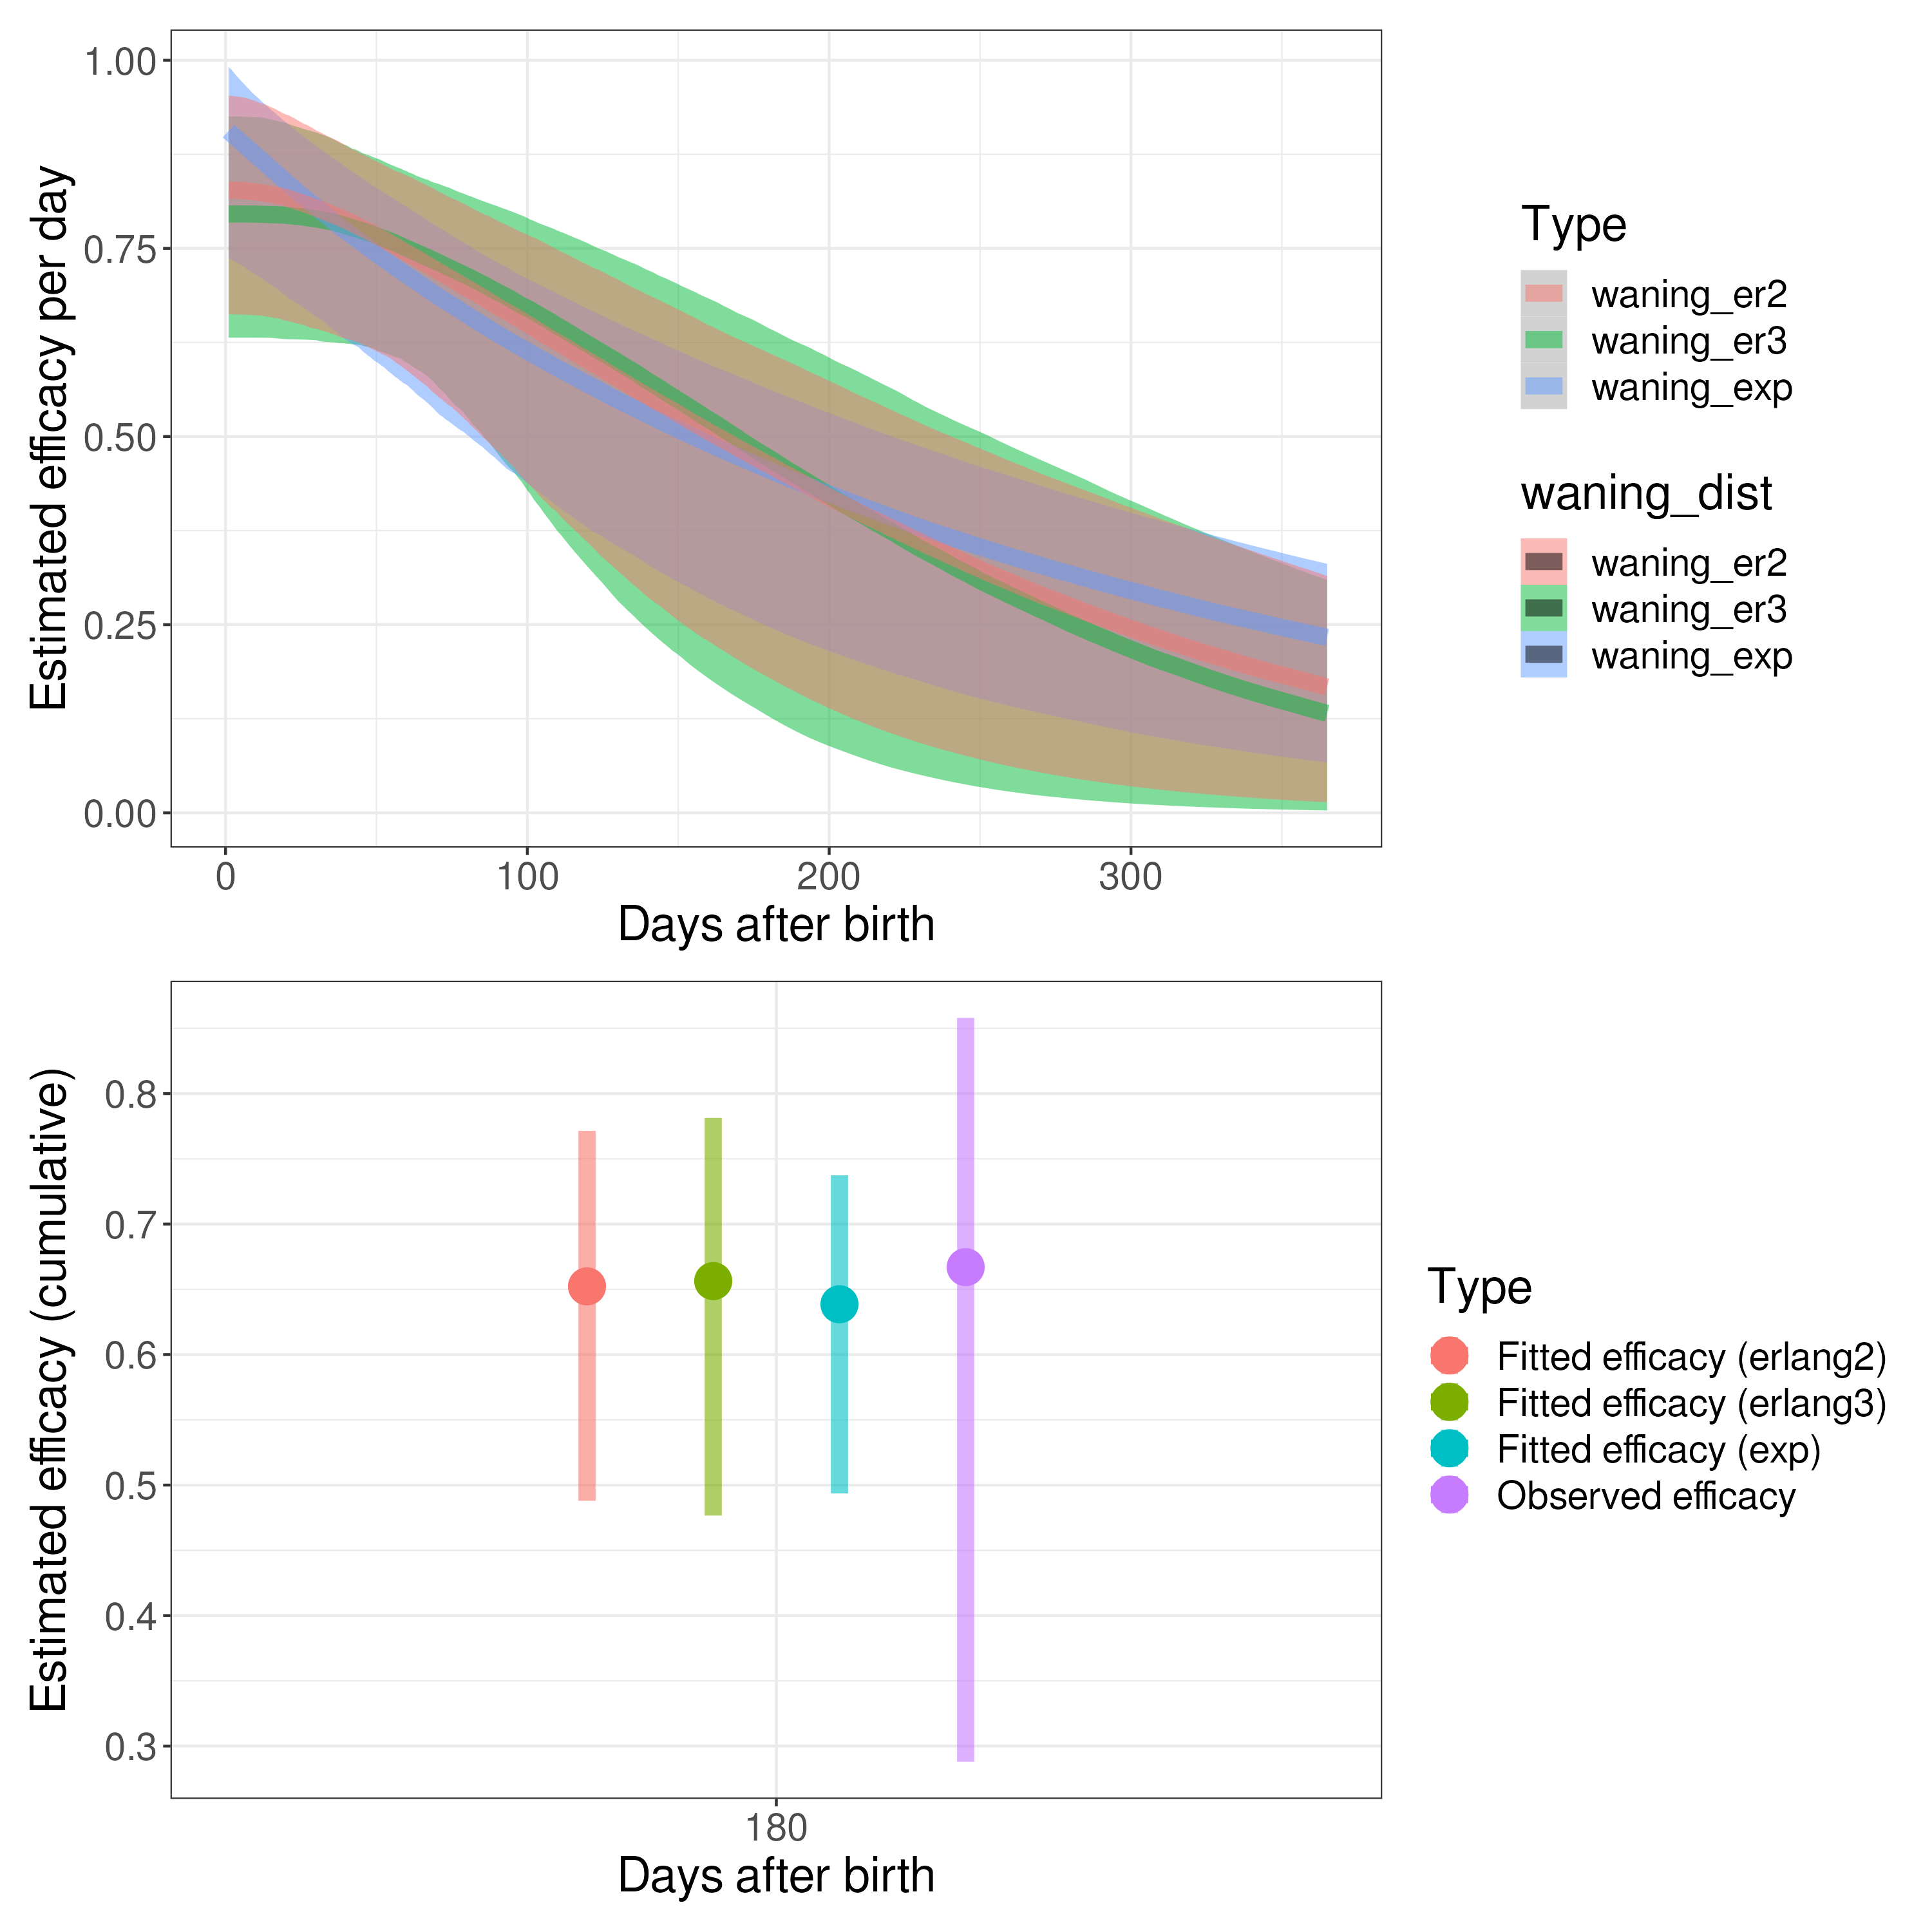 Estimated efficacy per day
1.00
0.75
0.50
0.25
0.00
0
100
200
300
Days after birth
Type
waning_er2
waning_er3
waning_exp
waning_dist
waning_er2
waning_er3
waning_exp
Estimated efficacy (cumulative)
0.8
0.7
0.6
0.5
0.4
0.3
180
Days after birth
Type
Fitted efficacy (erlang2)
Fitted efficacy (erlang3)
Fitted efficacy (exp)
Observed efficacy